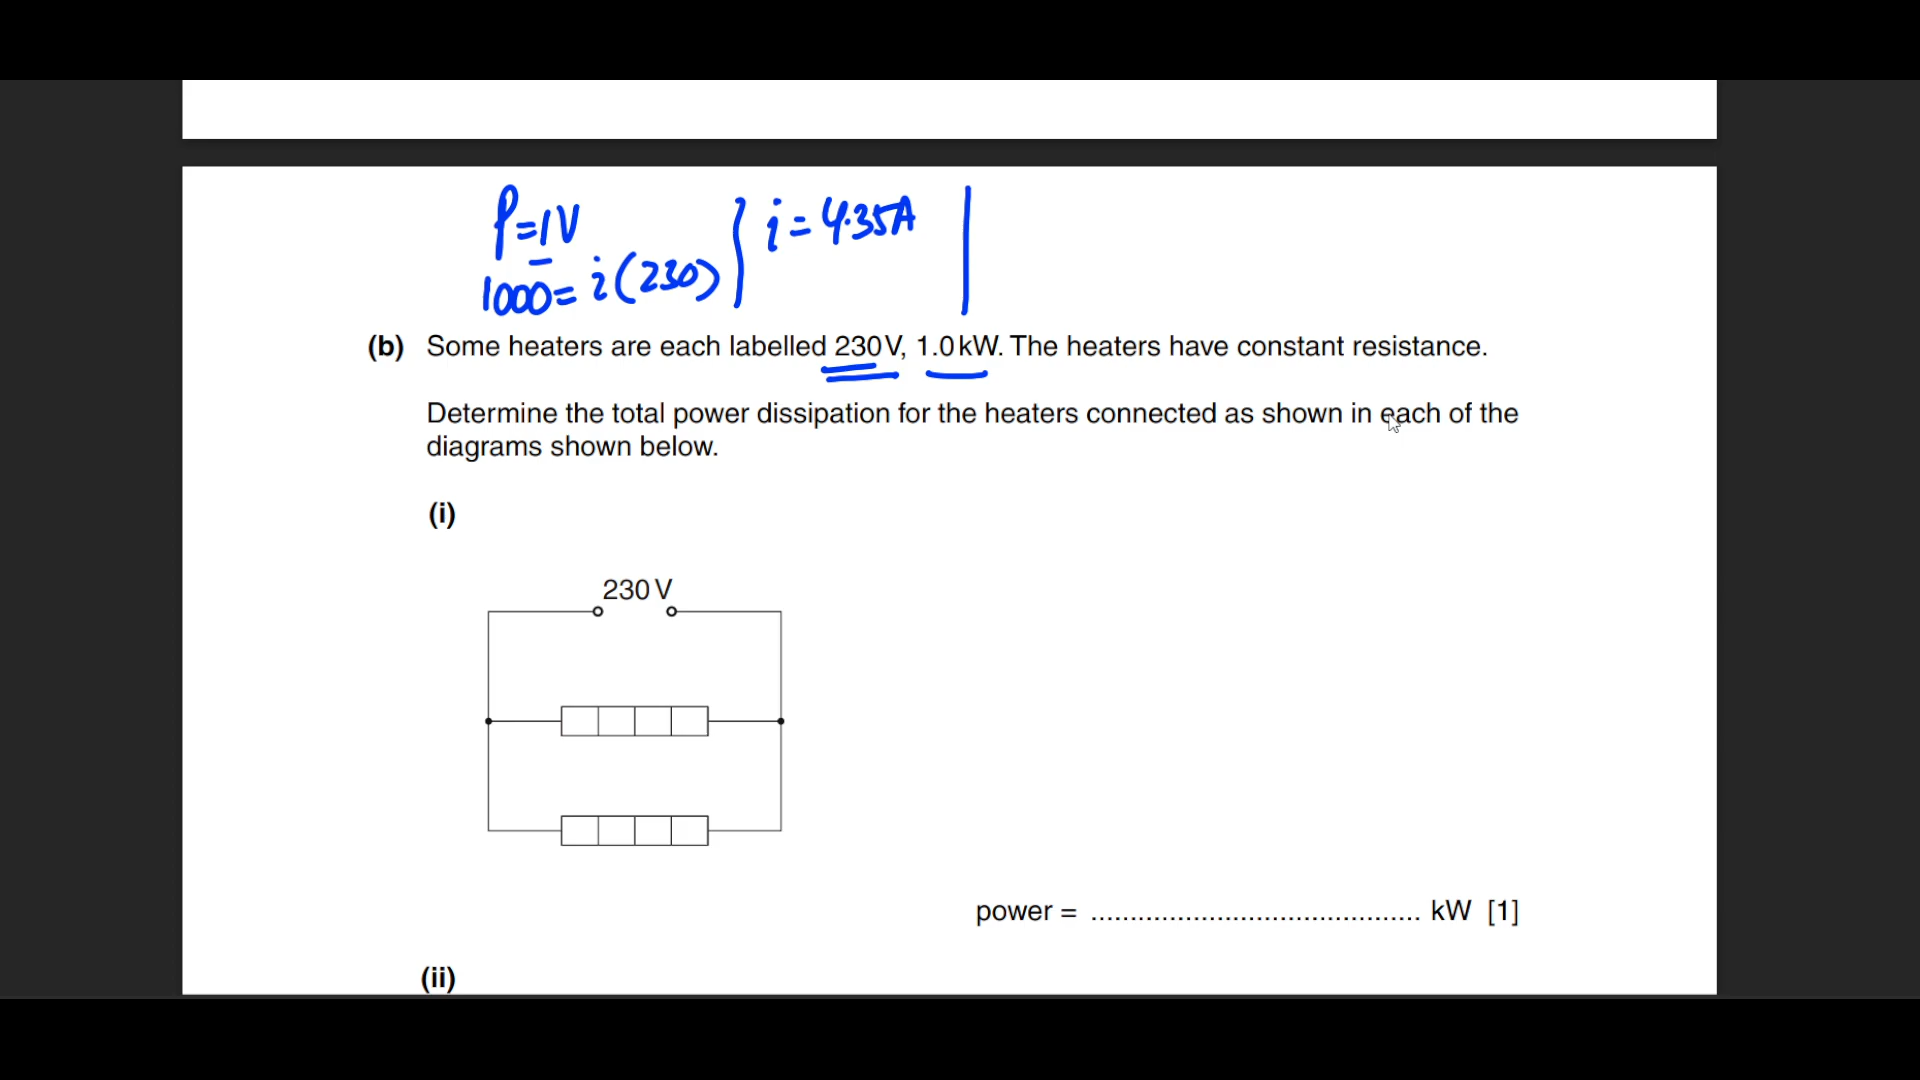 P=IV
1000= i(230)
i = 4.35A
(b) Some heaters are each labelled 230V, 1.0kW. The heaters have constant resistance.
Determine the total power dissipation for the heaters connected as shown in each of the
diagrams shown below.
(i)
230V
power = .......................................... kW [1]
(ii)